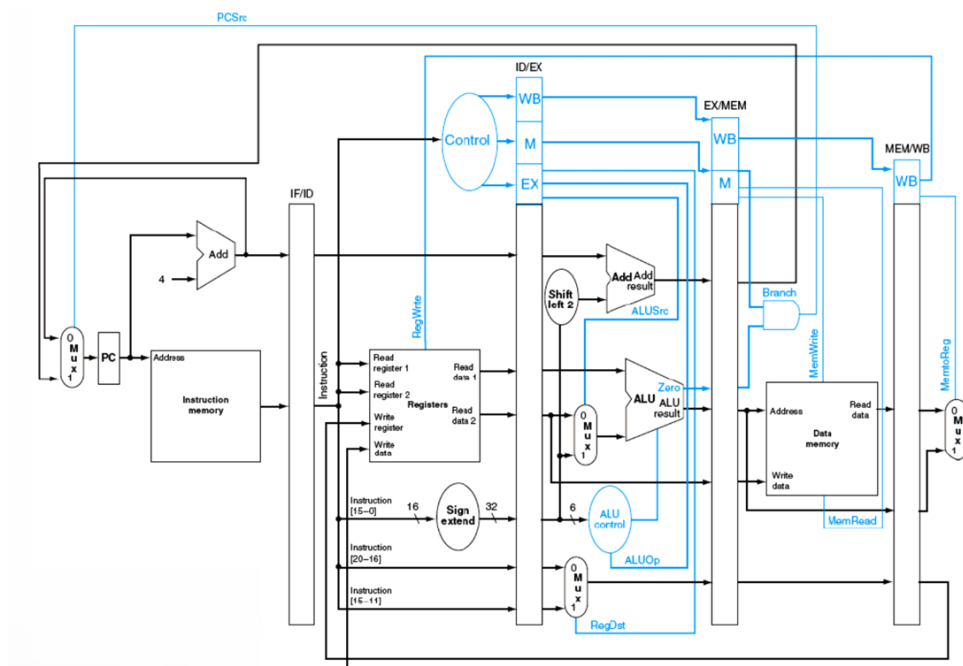 PCSrc
ID/EX
WB
EX/MEM
Control
M
WB
MEM/WB
EX
M
WB
IF/ID
Add
4
Add Add
result
Shift
left 2
Branch
RegWrite
ALUSrc
MemWrite
MemtoReg
0
M
u
x
1
PC
Address
Instruction
memory
Instruction
Read
register 1
Read
register 2
Registers
Write
register
Write
data
Read
data 1
Read
data 2
0
M
u
x
1
Zero
ALU
ALU
result
Address
Read
data
Data
memory
Write
data
0
M
u
x
1
Instruction
[15–0]
16
Sign
extend
32
6
ALU
control
MemRead
Instruction
[20–16]
ALUOp
0
M
u
x
1
Instruction
[15–11]
RegDst